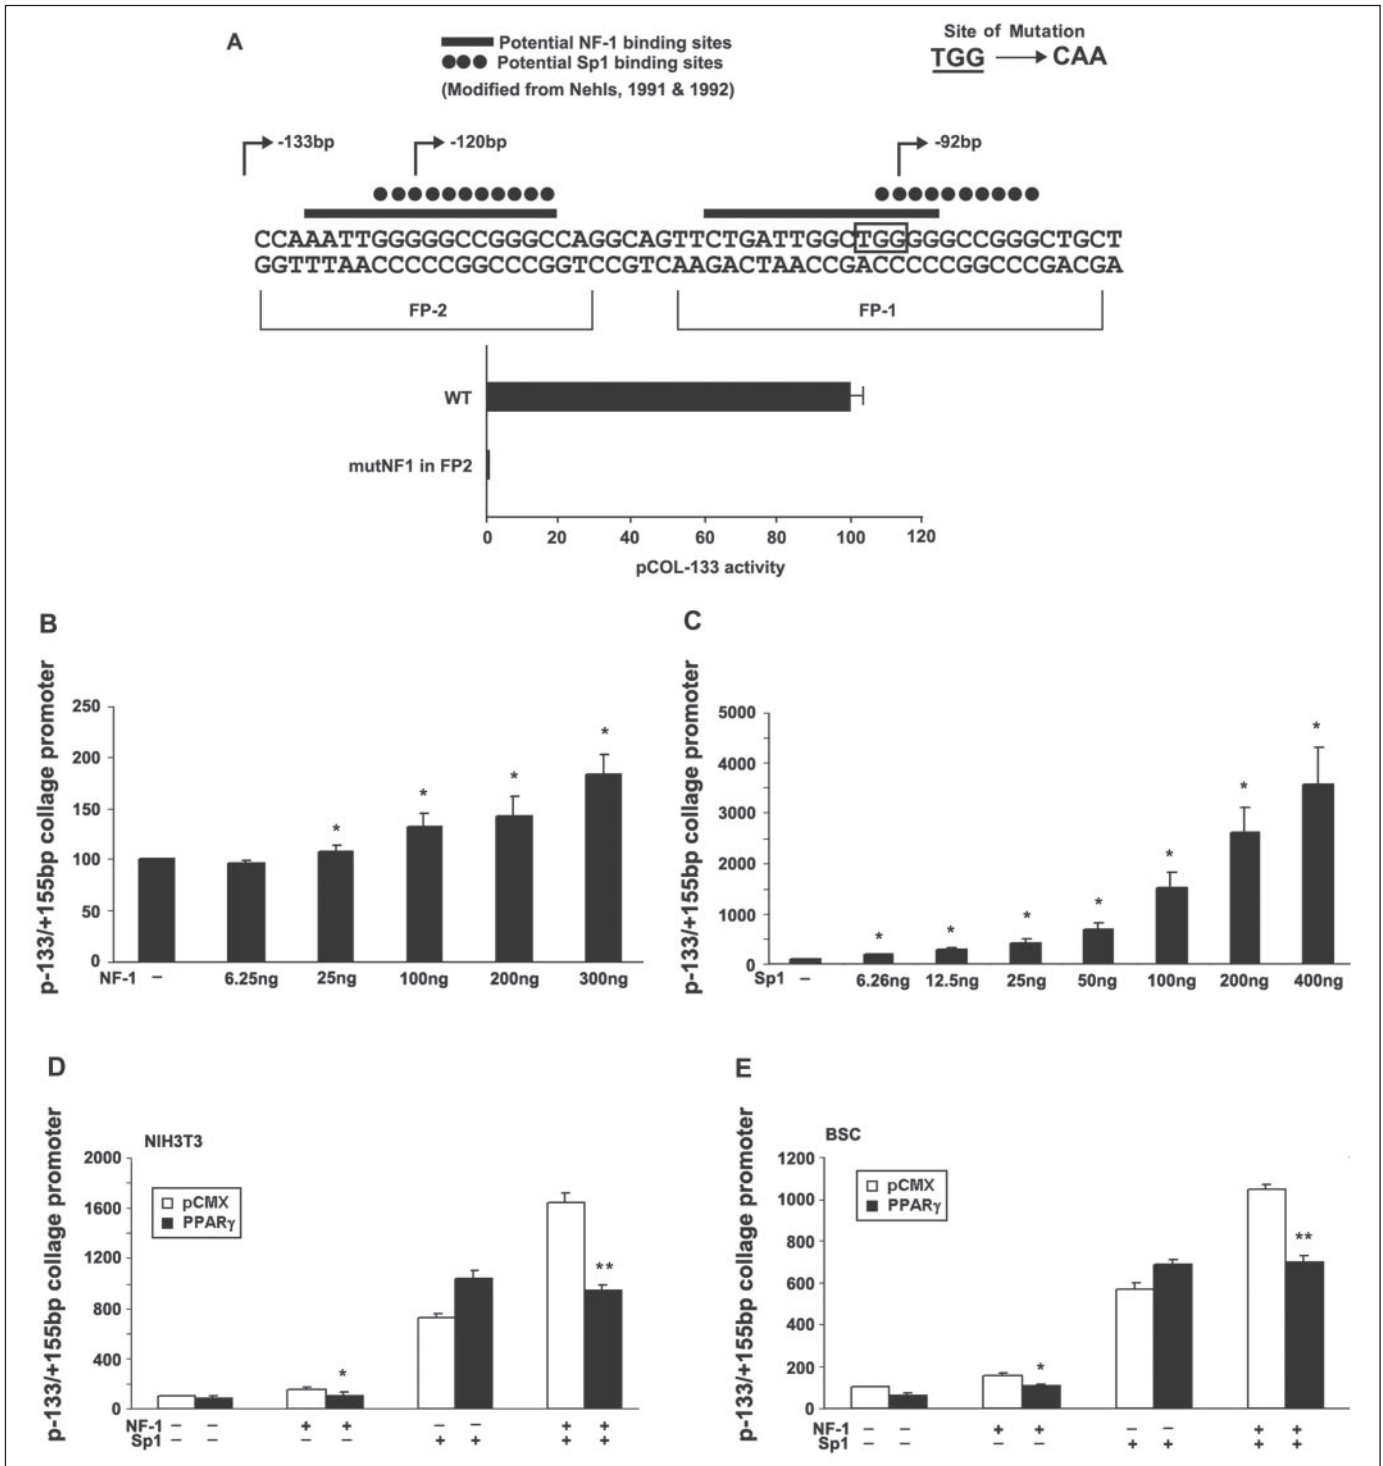 A
Potential NF-1 binding sites
Potential Sp1 binding sites
(Modified from Nehls, 1991 & 1992)
Site of Mutation
TGG CAA
-133bp -120bp -92bp
CCAAATTGGGGGCCGGGCCAGGCAGTTCTGATTGGCTGGGGGCCGGGCTGCT
GGTTTAACCCCCGGCCCGGTCCGTCAAGACTAACCGACCCCCGGCCCGACGA
FP-2 FP-1
WT
mutNF1 in FP2
0 20 40 60 80 100 120
pCOL-133 activity
B
p-133/+155bp collage promoter
250
200
150
100
50
0
* * * *
NF-1 – 6.25ng 25ng 100ng 200ng 300ng
C
p-133/+155bp collage promoter
5000
4000
3000
2000
1000
0
* * * * * * *
Sp1 – 6.26ng 12.5ng 25ng 50ng 100ng 200ng 400ng
D
p-133/+155bp collage promoter
NIH3T3
2000
1600
1200
800
400
0
pCMX
PPARγ
* **
NF-1 – – + + – – + +
Sp1 – – – – + + + +
E
p-133/+155bp collage promoter
BSC
1200
1000
800
600
400
200
0
pCMX
PPARγ
* **
NF-1 – – + + – – + +
Sp1 – – – – + + + +